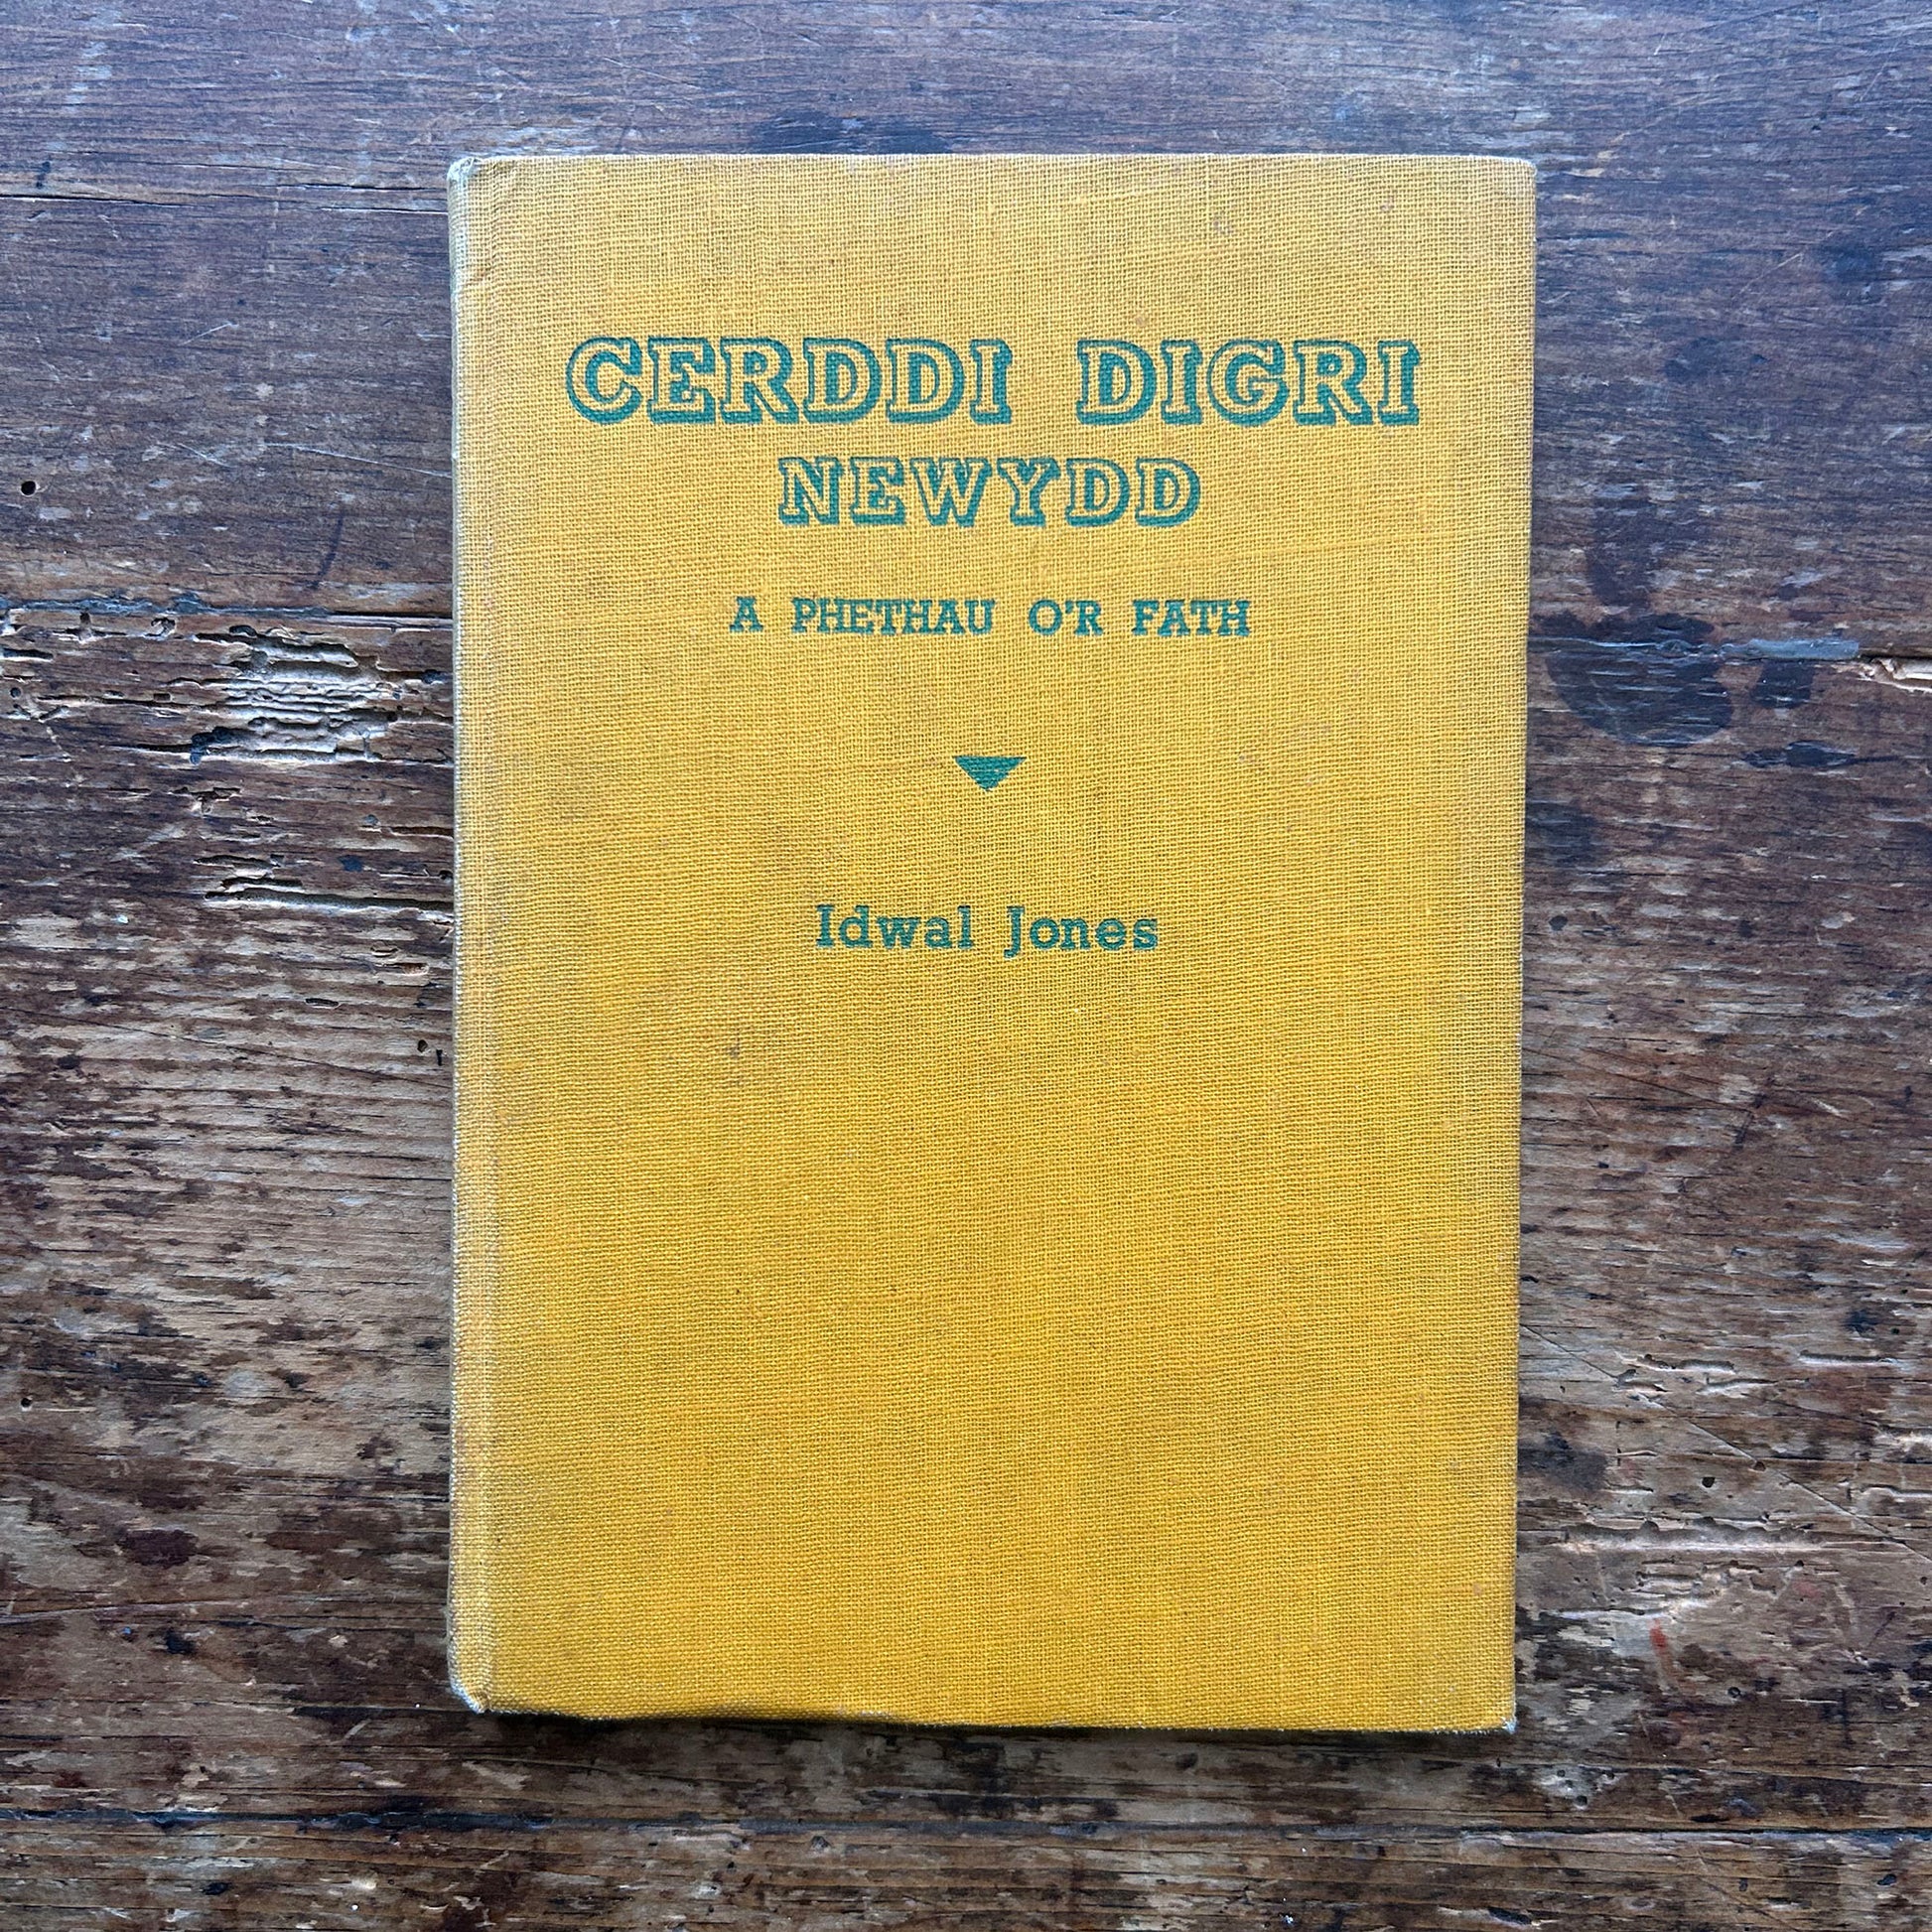 CERDDI DIGRI
NEWYDD
A PHETHAU O'R FATH
Idwal Jones